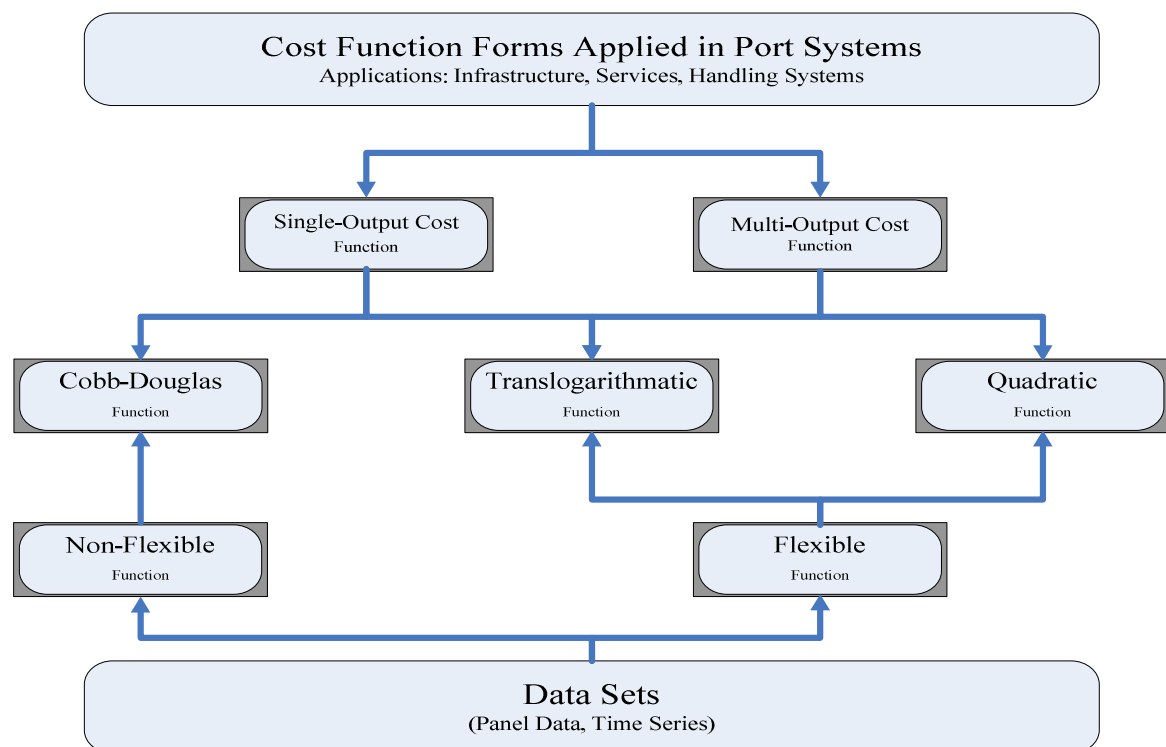 Cost Function Forms Applied in Port Systems
Applications: Infrastructure, Services, Handling Systems
Single-Output Cost
Function
Multi-Output Cost
Function
Cobb-Douglas
Function
Translogarithmatic
Function
Quadratic
Function
Non-Flexible
Function
Flexible
Function
Data Sets
(Panel Data, Time Series)